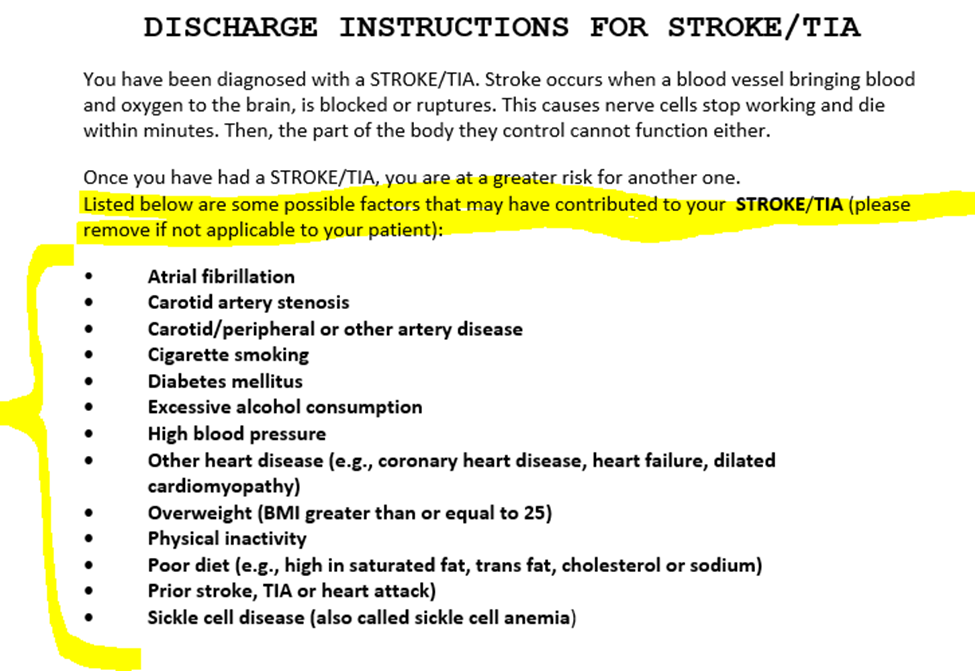 DISCHARGE INSTRUCTIONS FOR STROKE/TIA
You have been diagnosed with a STROKE/TIA. Stroke occurs when a blood vessel bringing blood
and oxygen to the brain, is blocked or ruptures. This causes nerve cells stop working and die
within minutes. Then, the part of the body they control cannot function either.
Once you have had a STROKE/TIA, you are at a greater risk for another one.
Listed below are some possible factors that may have contributed to your STROKE/TIA (please
remove if not applicable to your patient):
• Atrial fibrillation
• Carotid artery stenosis
• Carotid/peripheral or other artery disease
• Cigarette smoking
• Diabetes mellitus
• Excessive alcohol consumption
• High blood pressure
• Other heart disease (e.g., coronary heart disease, heart failure, dilated
cardiomyopathy)
• Overweight (BMI greater than or equal to 25)
• Physical inactivity
• Poor diet (e.g., high in saturated fat, trans fat, cholesterol or sodium)
• Prior stroke, TIA or heart attack)
• Sickle cell disease (also called sickle cell anemia)